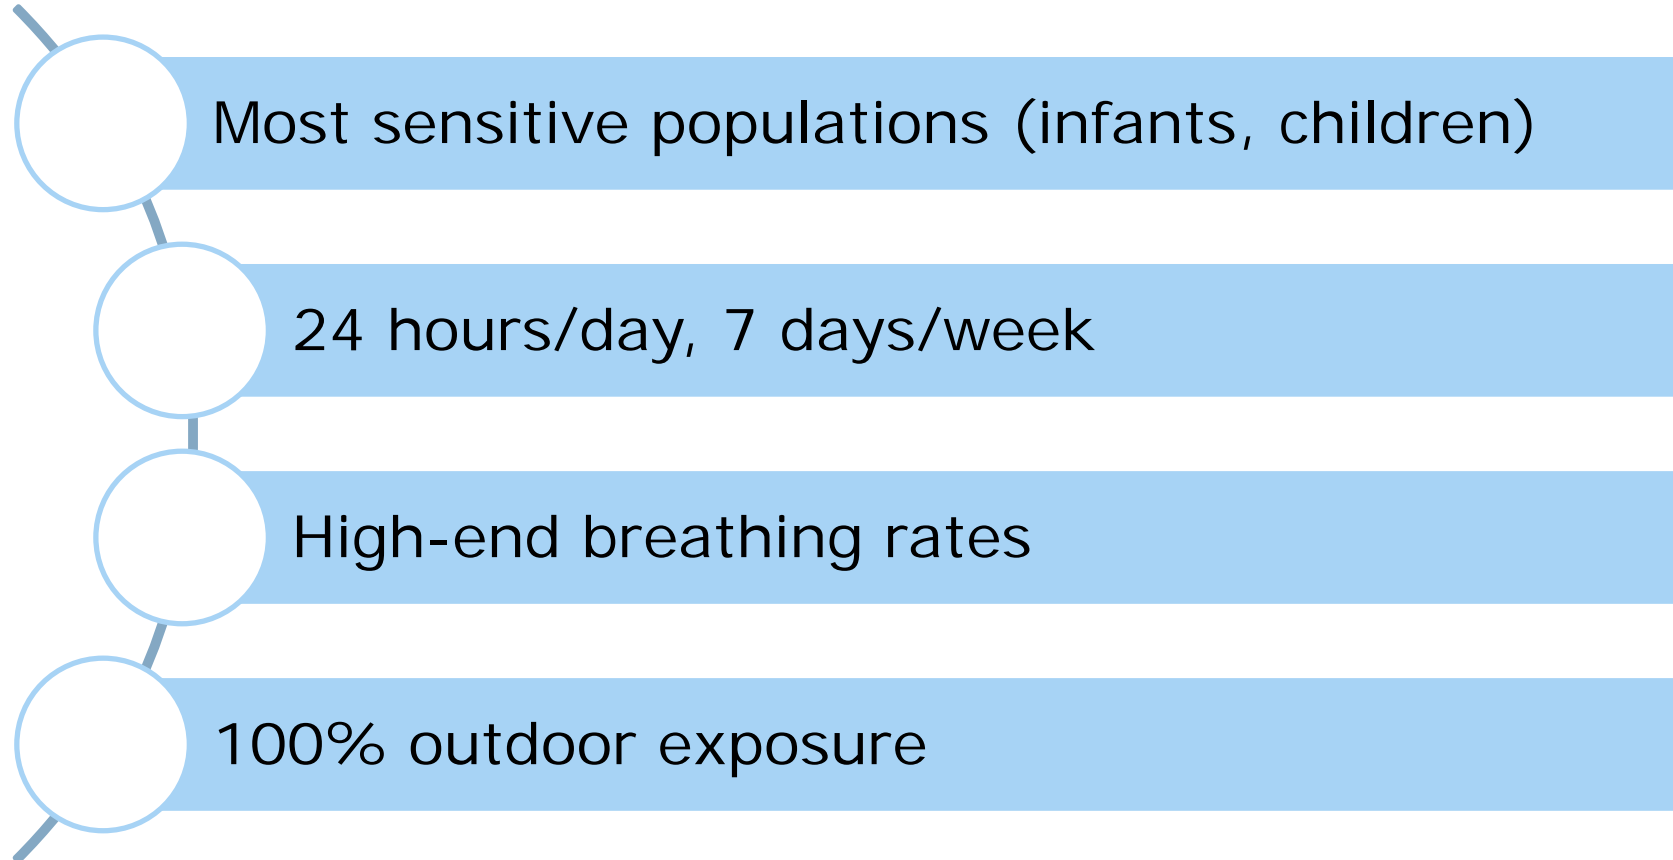 Most sensitive populations (infants, children)
24 hours/day, 7 days/week
High-end breathing rates
100% outdoor exposure